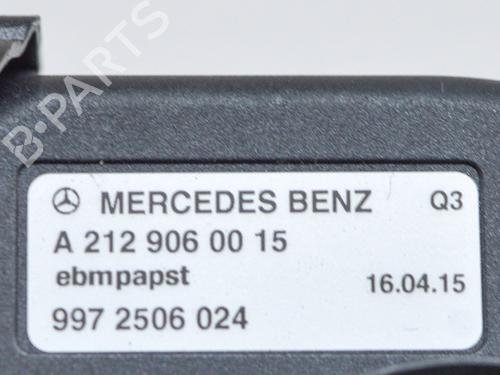 B-PARTS
MERCEDES BENZ Q3
A 212 906 00 15
ebmpapst 16.04.15
997 2506 024